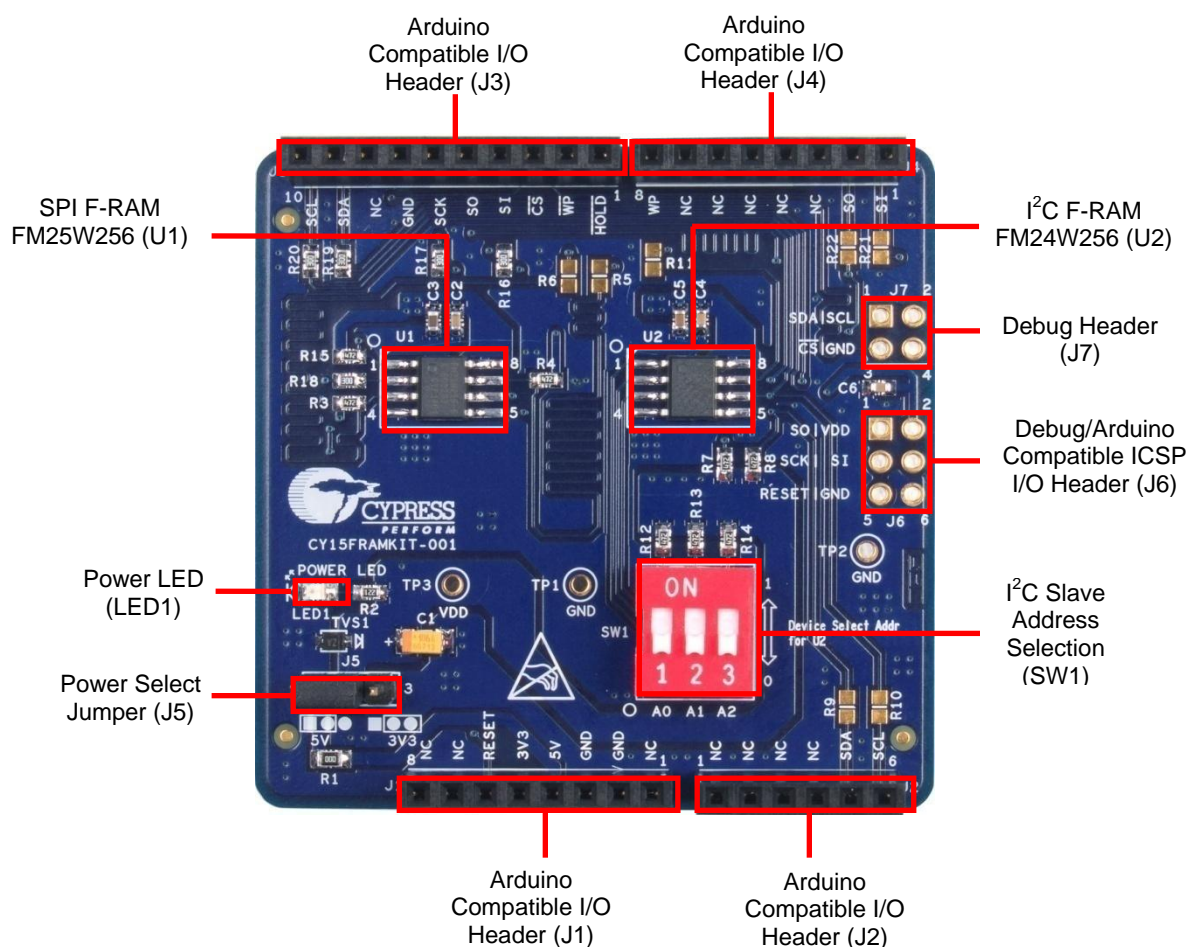 Arduino
Compatible I/O
Header (J3)
Arduino
Compatible I/O
Header (J4)
SPI F-RAM
FM25W256 (U1)
I²C F-RAM
FM24W256 (U2)
Debug Header
(J7)
Debug/Arduino
Compatible ICSP
I/O Header (J6)
I²C Slave
Address
Selection
(SW1)
Power LED
(LED1)
Power Select
Jumper (J5)
Arduino
Compatible I/O
Header (J1)
Arduino
Compatible I/O
Header (J2)
10
1
8
1
SCL
SDA
NC
GND
SCK
SO
SI
CS
WP
HOLD
WP
NC
NC
NC
NC
NC
SO
SI
R20
R19
R17
R16
R6
R5
R11
R22
R21
C3
C2
C5
C4
U1
1
8
4
5
R15
R18
R3
R4
U2
1
8
4
5
1
J7
2
SDA|SCL
CS|GND
3
4
C6
1
2
SO|VDD
SCK|SI
RESET|GND
5
J6
6
R7
R8
R12
R13
R14
TP2
GND
CYPRESS
PERFORM
CY15FRAMKIT-001
POWER LED
LED1
R2
TVS1
C1
J5
3
5V
3V3
R1
TP3
VDD
TP1
GND
SW1
ON
1 2 3
1
0
Device Select Addr
for U2
A0 A1 A2
R9
R10
8
NC
NC
RESET
3V3
5V
GND
GND
NC
1
1
NC
NC
NC
NC
SDA
SCL
6